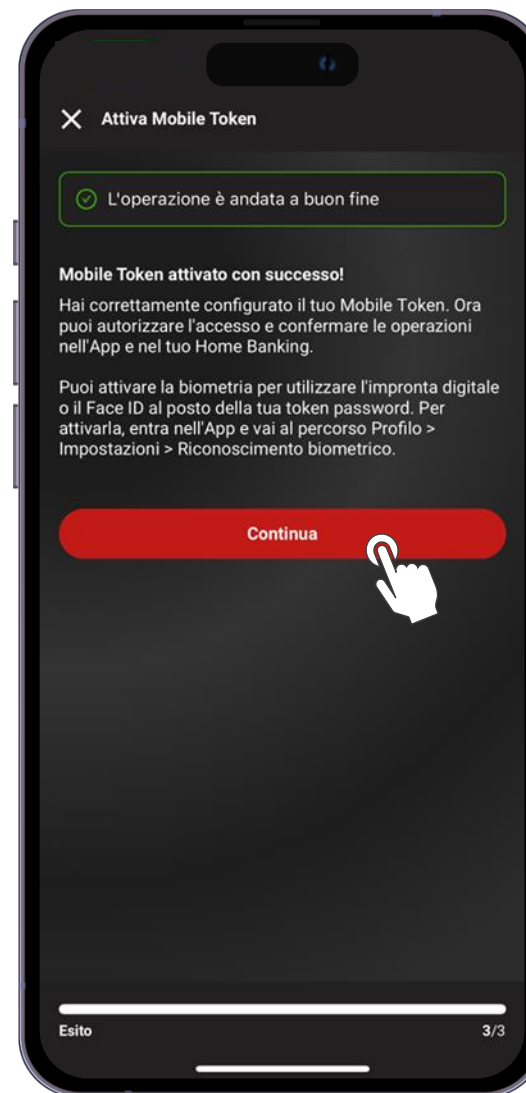 Attiva Mobile Token
L'operazione è andata a buon fine
Mobile Token attivato con successo!
Hai correttamente configurato il tuo Mobile Token. Ora
puoi autorizzare l'accesso e confermare le operazioni
nell'App e nel tuo Home Banking.
Puoi attivare la biometria per utilizzare l'impronta digitale
o il Face ID al posto della tua token password. Per
attivarla, entra nell'App e vai al percorso Profilo >
Impostazioni > Riconoscimento biometrico.
Continua
Esito 3/3